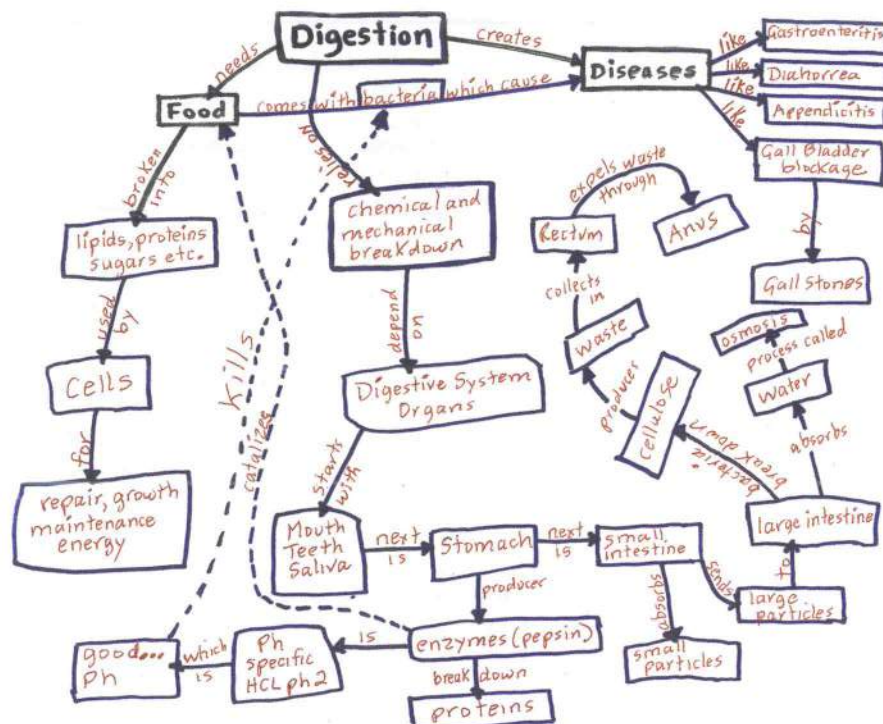 Digestion
creates
Diseases
like
Gastroenteritis
like
Diahorrea
like
Appendicitis
like
Gall Bladder
blockage
by
Gall Stones
needs
Food
comes with bacteria which cause
relies on
broken
into
lipids, proteins
sugars etc.
used
by
Cells
for
repair, growth
maintenance
energy
chemical and
mechanical
breakdown
depend
on
Digestive System
Organs
Starts
with
Mouth
Teeth
Saliva
next
is
Stomach
next
is
small
intestine
absorbs
small
particles
sends
large
particles
to
large intestine
absorbs
Water
process called
osmosis
bacteria
break down
cellulose
producer
waste
collects
in
Rectum
expels waste
through
Anus
producer
enzymes (pepsin)
break down
proteins
is
Ph
specific
HCL ph2
which
is
good...
Ph
Kills
catalizes